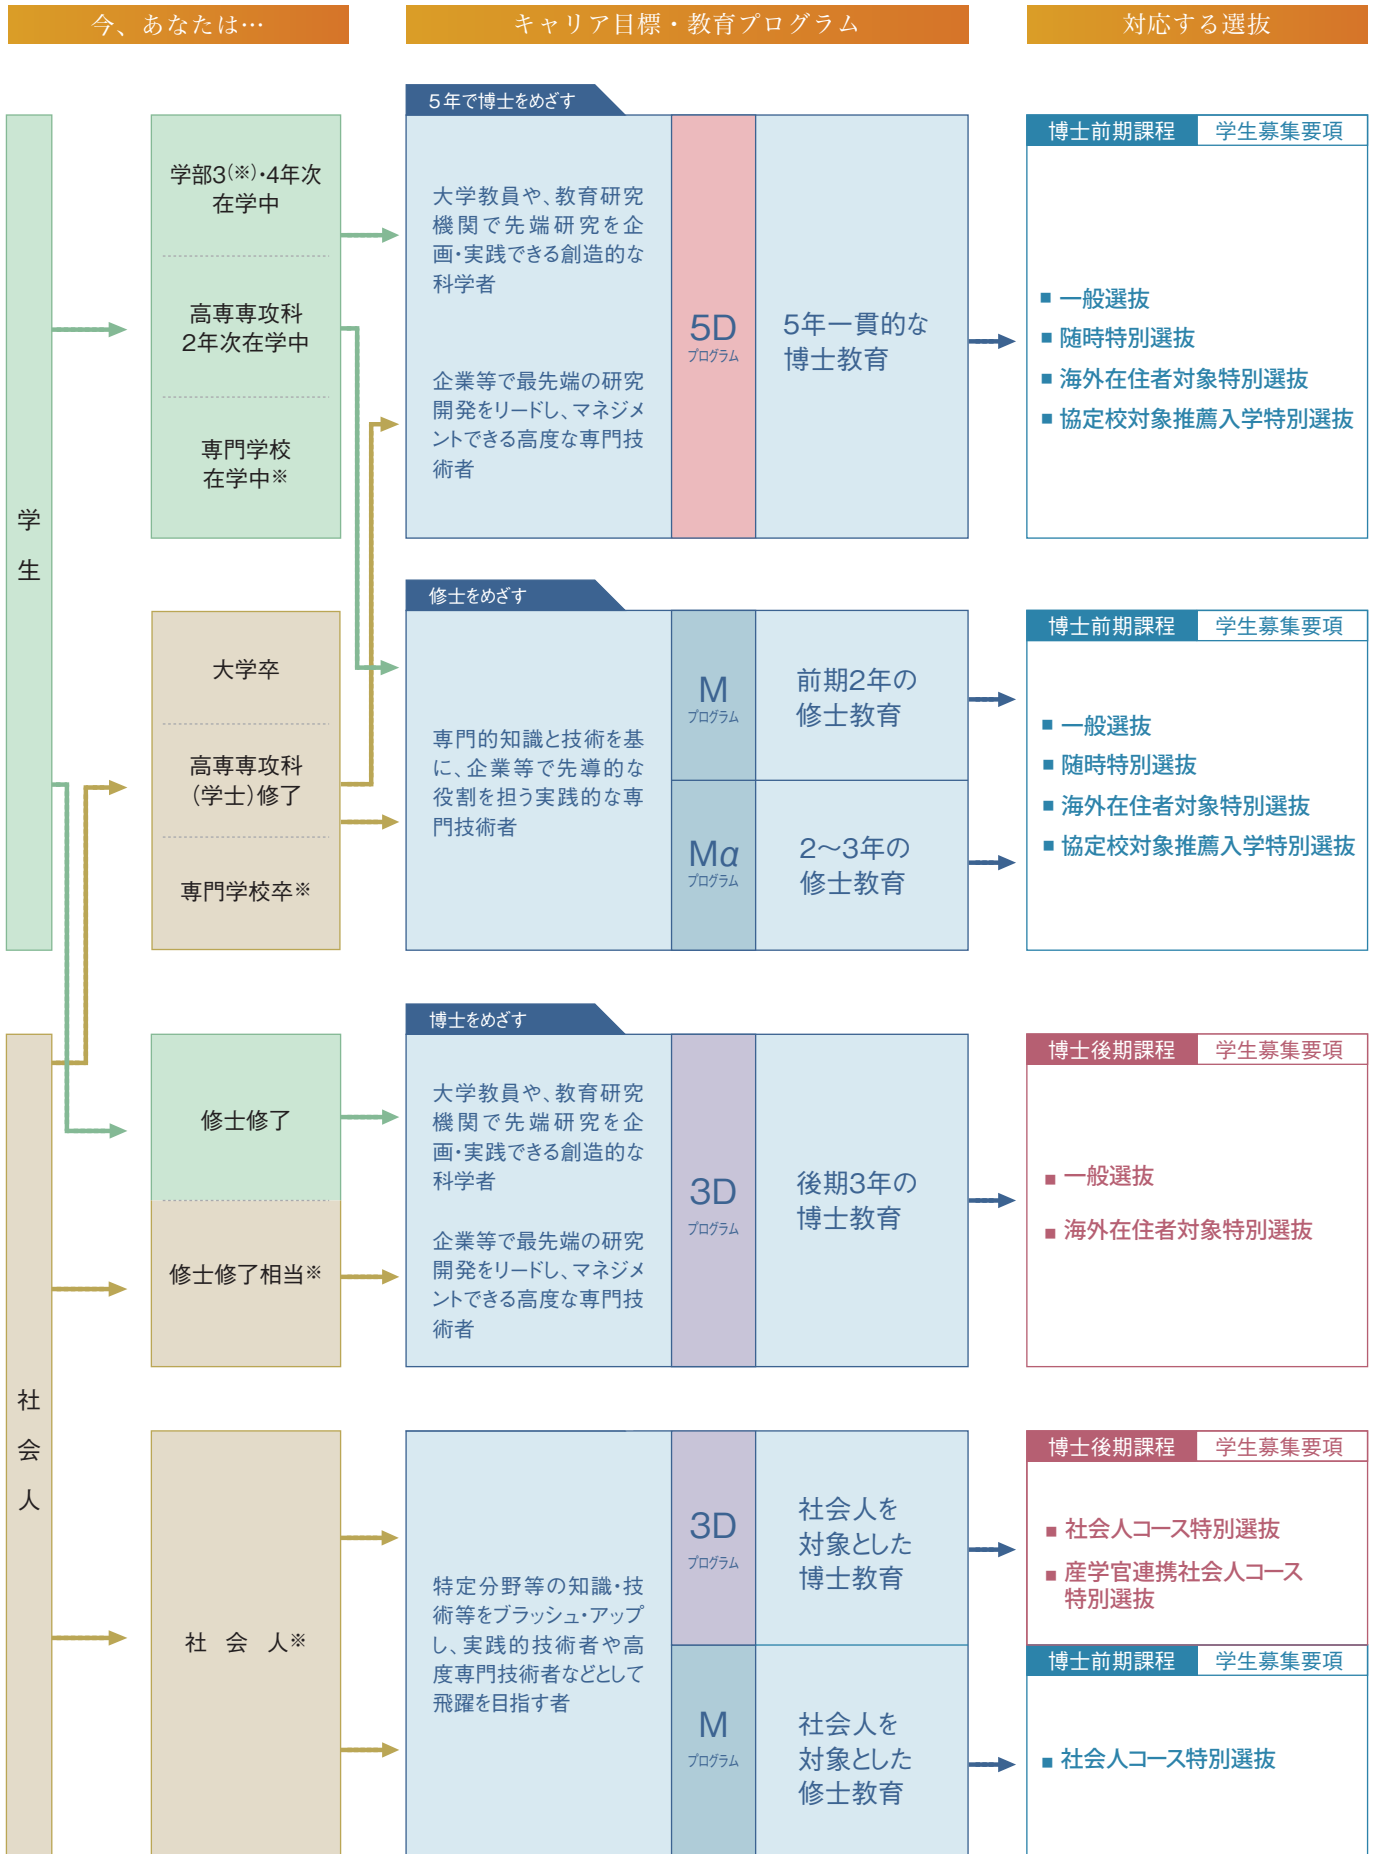 今、あなたは…
キャリア目標・教育プログラム
対応する選抜
学生
学部3(※)・4年次
在学中
高専専攻科
2年次在学中
専門学校
在学中※
5年で博士をめざす
大学教員や、教育研究
機関で先端研究を企
画・実践できる創造的な
科学者
企業等で最先端の研究
開発をリードし、マネジメ
ントできる高度な専門技
術者
5D
プログラム
5年一貫的な
博士教育
博士前期課程 学生募集要項
■ 一般選抜
■ 随時特別選抜
■ 海外在住者対象特別選抜
■ 協定校対象推薦入学特別選抜
大学卒
高専専攻科
（学士）修了
専門学校卒※
修士をめざす
専門的知識と技術を基
に、企業等で先導的な
役割を担う実践的な専
門技術者
M
プログラム
前期2年の
修士教育
Mα
プログラム
2～3年の
修士教育
博士前期課程 学生募集要項
■ 一般選抜
■ 随時特別選抜
■ 海外在住者対象特別選抜
■ 協定校対象推薦入学特別選抜
社会人
修士修了
修士修了相当※
博士をめざす
大学教員や、教育研究
機関で先端研究を企
画・実践できる創造的な
科学者
企業等で最先端の研究
開発をリードし、マネジメ
ントできる高度な専門技
術者
3D
プログラム
後期3年の
博士教育
博士後期課程 学生募集要項
■ 一般選抜
■ 海外在住者対象特別選抜
社 会 人※
特定分野等の知識・技
術等をブラッシュ・アップ
し、実践的技術者や高
度専門技術者などとして
飛躍を目指す者
3D
プログラム
社会人を
対象とした
博士教育
博士後期課程 学生募集要項
■ 社会人コース特別選抜
■ 産学官連携社会人コース
特別選抜
M
プログラム
社会人を
対象とした
修士教育
博士前期課程 学生募集要項
■ 社会人コース特別選抜